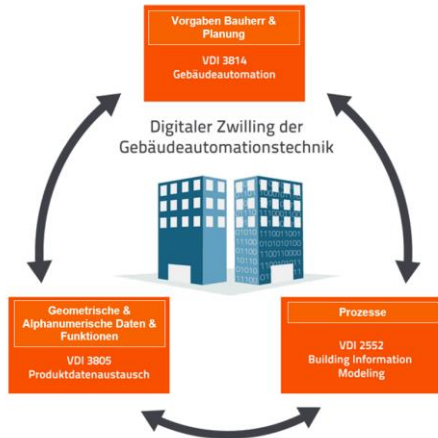 Vorgaben Bauherr &
Planung
VDI 3814
Gebäudeautomation
Digitaler Zwilling der
Gebäudeautomationstechnik
Geometrische &
Alphanumerische Daten &
Funktionen
VDI 3805
Produktdatenaustausch
Prozesse
VDI 2552
Building Information
Modeling